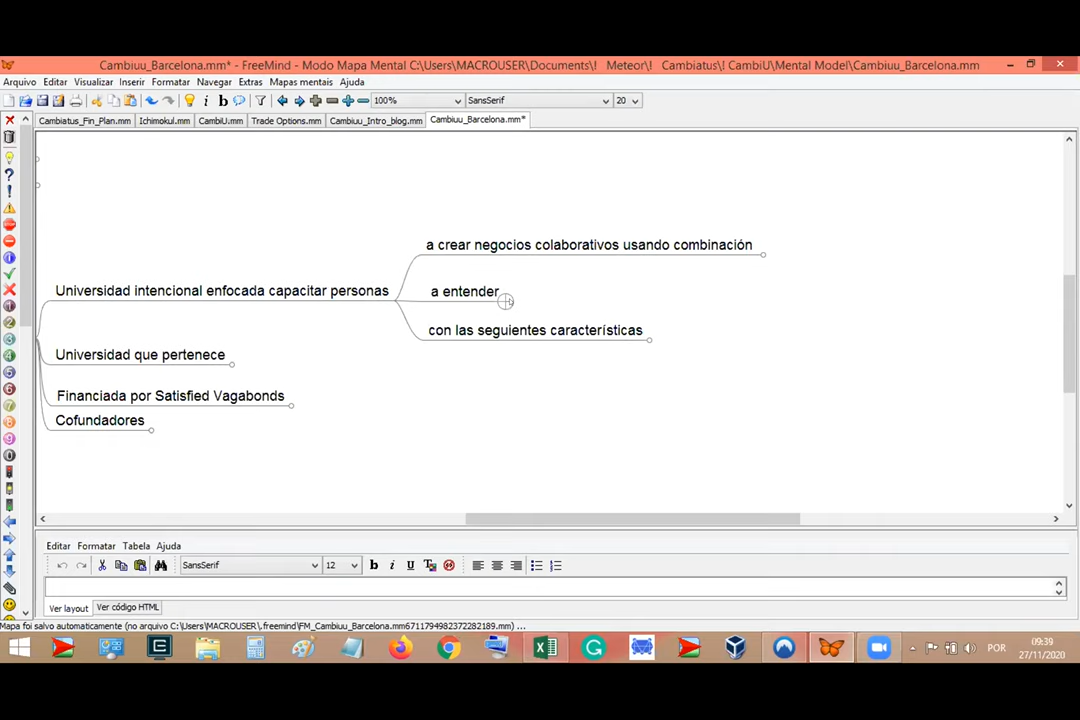 Cambiuu_Barcelona.mm* - FreeMind - Modo Mapa Mental C:\Users\MACROUSER\Documents\! Meteor\! Cambiatus\! CambiU\Mental Model\Cambiuu_Barcelona.mm
Arquivo Editar Visualizar Inserir Formatar Navegar Extras Mapas mentais Ajuda
100% SansSerif 20
Cambiatus_Fin_Plan.mm Ichimokul.mm CambiU.mm Trade Options.mm Cambiuu_Intro_blog.mm Cambiuu_Barcelona.mm*
a crear negocios colaborativos usando combinación
Universidad intencional enfocada capacitar personas
a entender
con las seguientes características
Universidad que pertenece
Financiada por Satisfied Vagabonds
Cofundadores
Editar Formatar Tabela Ajuda
SansSerif 12
Ver layout Ver código HTML
Mapa foi salvo automaticamente (no arquivo C:\Users\MACROUSER\.freemind\FM_Cambiuu_Barcelona.mm6711794982372282189.mm) ...
09:39
POR
27/11/2020